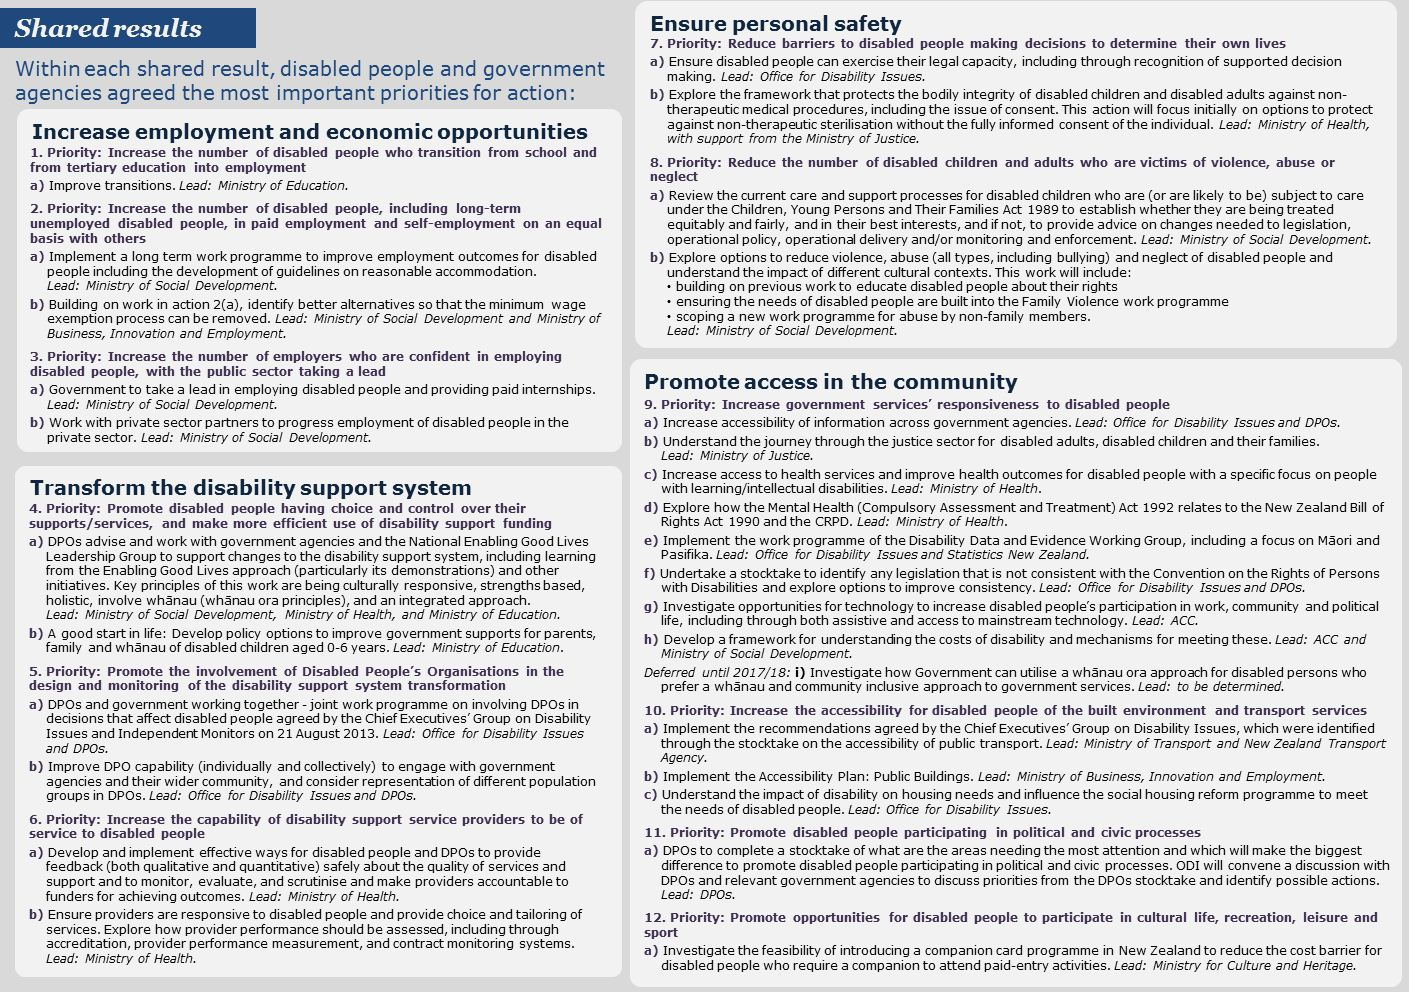 Shared results
Within each shared result, disabled people and government
agencies agreed the most important priorities for action:
Increase employment and economic opportunities
1. Priority: Increase the number of disabled people who transition from school and
from tertiary education into employment
a) Improve transitions. Lead: Ministry of Education.
2. Priority: Increase the number of disabled people, including long-term
unemployed disabled people, in paid employment and self-employment on an equal
basis with others
a) Implement a long term work programme to improve employment outcomes for disabled
people including the development of guidelines on reasonable accommodation.
Lead: Ministry of Social Development.
b) Building on work in action 2(a), identify better alternatives so that the minimum wage
exemption process can be removed. Lead: Ministry of Social Development and Ministry of
Business, Innovation and Employment.
3. Priority: Increase the number of employers who are confident in employing
disabled people, with the public sector taking a lead
a) Government to take a lead in employing disabled people and providing paid internships.
Lead: Ministry of Social Development.
b) Work with private sector partners to progress employment of disabled people in the
private sector. Lead: Ministry of Social Development.
Transform the disability support system
4. Priority: Promote disabled people having choice and control over their
supports/services, and make more efficient use of disability support funding
a) DPOs advise and work with government agencies and the National Enabling Good Lives
Leadership Group to support changes to the disability support system, including learning
from the Enabling Good Lives approach (particularly its demonstrations) and other
initiatives. Key principles of this work are being culturally responsive, strengths based,
holistic, involve whānau (whānau ora principles), and an integrated approach.
Lead: Ministry of Social Development, Ministry of Health, and Ministry of Education.
b) A good start in life: Develop policy options to improve government supports for parents,
family and whānau of disabled children aged 0-6 years. Lead: Ministry of Education.
5. Priority: Promote the involvement of Disabled People's Organisations in the
design and monitoring of the disability support system transformation
a) DPOs and government working together - joint work programme on involving DPOs in
decisions that affect disabled people agreed by the Chief Executives' Group on Disability
Issues and Independent Monitors on 21 August 2013. Lead: Office for Disability Issues
and DPOs.
b) Improve DPO capability (individually and collectively) to engage with government
agencies and their wider community, and consider representation of different population
groups in DPOs. Lead: Office for Disability Issues and DPOs.
6. Priority: Increase the capability of disability support service providers to be of
service to disabled people
a) Develop and implement effective ways for disabled people and DPOs to provide
feedback (both qualitative and quantitative) safely about the quality of services and
support and to monitor, evaluate, and scrutinise and make providers accountable to
funders for achieving outcomes. Lead: Ministry of Health.
b) Ensure providers are responsive to disabled people and provide choice and tailoring of
services. Explore how provider performance should be assessed, including through
accreditation, provider performance measurement, and contract monitoring systems.
Lead: Ministry of Health.
Ensure personal safety
7. Priority: Reduce barriers to disabled people making decisions to determine their own lives
a) Ensure disabled people can exercise their legal capacity, including through recognition of supported decision
making. Lead: Office for Disability Issues.
b) Explore the framework that protects the bodily integrity of disabled children and disabled adults against non-
therapeutic medical procedures, including the issue of consent. This action will focus initially on options to protect
against non-therapeutic sterilisation without the fully informed consent of the individual. Lead: Ministry of Health,
with support from the Ministry of Justice.
8. Priority: Reduce the number of disabled children and adults who are victims of violence, abuse or
neglect
a) Review the current care and support processes for disabled children who are (or are likely to be) subject to care
under the Children, Young Persons and Their Families Act 1989 to establish whether they are being treated
equitably and fairly, and in their best interests, and if not, to provide advice on changes needed to legislation,
operational policy, operational delivery and/or monitoring and enforcement. Lead: Ministry of Social Development.
b) Explore options to reduce violence, abuse (all types, including bullying) and neglect of disabled people and
understand the impact of different cultural contexts. This work will include:
• building on previous work to educate disabled people about their rights
• ensuring the needs of disabled people are built into the Family Violence work programme
• scoping a new work programme for abuse by non-family members.
Lead: Ministry of Social Development.
Promote access in the community
9. Priority: Increase government services' responsiveness to disabled people
a) Increase accessibility of information across government agencies. Lead: Office for Disability Issues and DPOs.
b) Understand the journey through the justice sector for disabled adults, disabled children and their families.
Lead: Ministry of Justice.
c) Increase access to health services and improve health outcomes for disabled people with a specific focus on people
with learning/intellectual disabilities. Lead: Ministry of Health.
d) Explore how the Mental Health (Compulsory Assessment and Treatment) Act 1992 relates to the New Zealand Bill of
Rights Act 1990 and the CRPD. Lead: Ministry of Health.
e) Implement the work programme of the Disability Data and Evidence Working Group, including a focus on Māori and
Pasifika. Lead: Office for Disability Issues and Statistics New Zealand.
f) Undertake a stocktake to identify any legislation that is not consistent with the Convention on the Rights of Persons
with Disabilities and explore options to improve consistency. Lead: Office for Disability Issues and DPOs.
g) Investigate opportunities for technology to increase disabled people's participation in work, community and political
life, including through both assistive and access to mainstream technology. Lead: ACC.
h) Develop a framework for understanding the costs of disability and mechanisms for meeting these. Lead: ACC and
Ministry of Social Development.
Deferred until 2017/18: i) Investigate how Government can utilise a whānau ora approach for disabled persons who
prefer a whānau and community inclusive approach to government services. Lead: to be determined.
10. Priority: Increase the accessibility for disabled people of the built environment and transport services
a) Implement the recommendations agreed by the Chief Executives' Group on Disability Issues, which were identified
through the stocktake on the accessibility of public transport. Lead: Ministry of Transport and New Zealand Transport
Agency.
b) Implement the Accessibility Plan: Public Buildings. Lead: Ministry of Business, Innovation and Employment.
c) Understand the impact of disability on housing needs and influence the social housing reform programme to meet
the needs of disabled people. Lead: Office for Disability Issues.
11. Priority: Promote disabled people participating in political and civic processes
a) DPOs to complete a stocktake of what are the areas needing the most attention and which will make the biggest
difference to promote disabled people participating in political and civic processes. ODI will convene a discussion with
DPOs and relevant government agencies to discuss priorities from the DPOs stocktake and identify possible actions.
Lead: DPOs.
12. Priority: Promote opportunities for disabled people to participate in cultural life, recreation, leisure and
sport
a) Investigate the feasibility of introducing a companion card programme in New Zealand to reduce the cost barrier for
disabled people who require a companion to attend paid-entry activities. Lead: Ministry for Culture and Heritage.